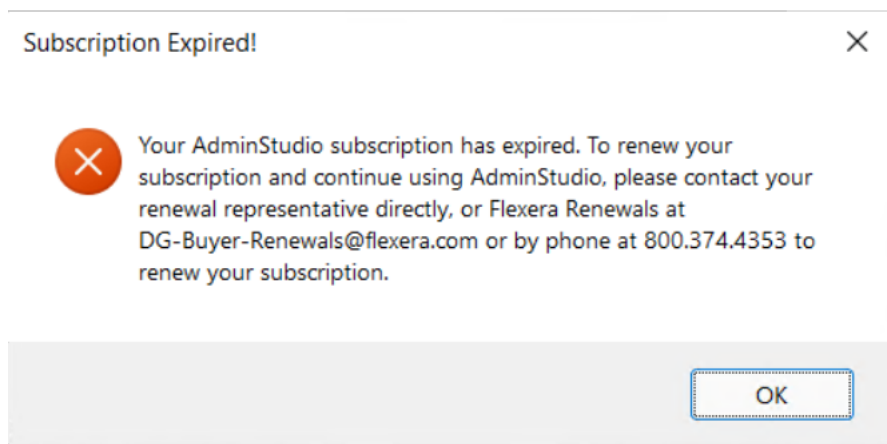 Subscription Expired!
Your AdminStudio subscription has expired. To renew your
subscription and continue using AdminStudio, please contact your
renewal representative directly, or Flexera Renewals at
DG-Buyer-Renewals@flexera.com or by phone at 800.374.4353 to
renew your subscription.
OK